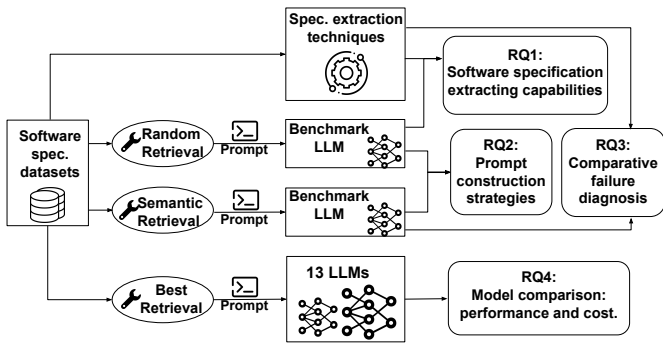 Spec. extraction
techniques
RQ1:
Software specification
extracting capabilities
Software
spec.
datasets
Random
Retrieval
Prompt
Benchmark
LLM
RQ2:
Prompt
construction
strategies
RQ3:
Comparative
failure
diagnosis
Semantic
Retrieval
Prompt
Benchmark
LLM
Best
Retrieval
Prompt
13 LLMs
RQ4:
Model comparison:
performance and cost.